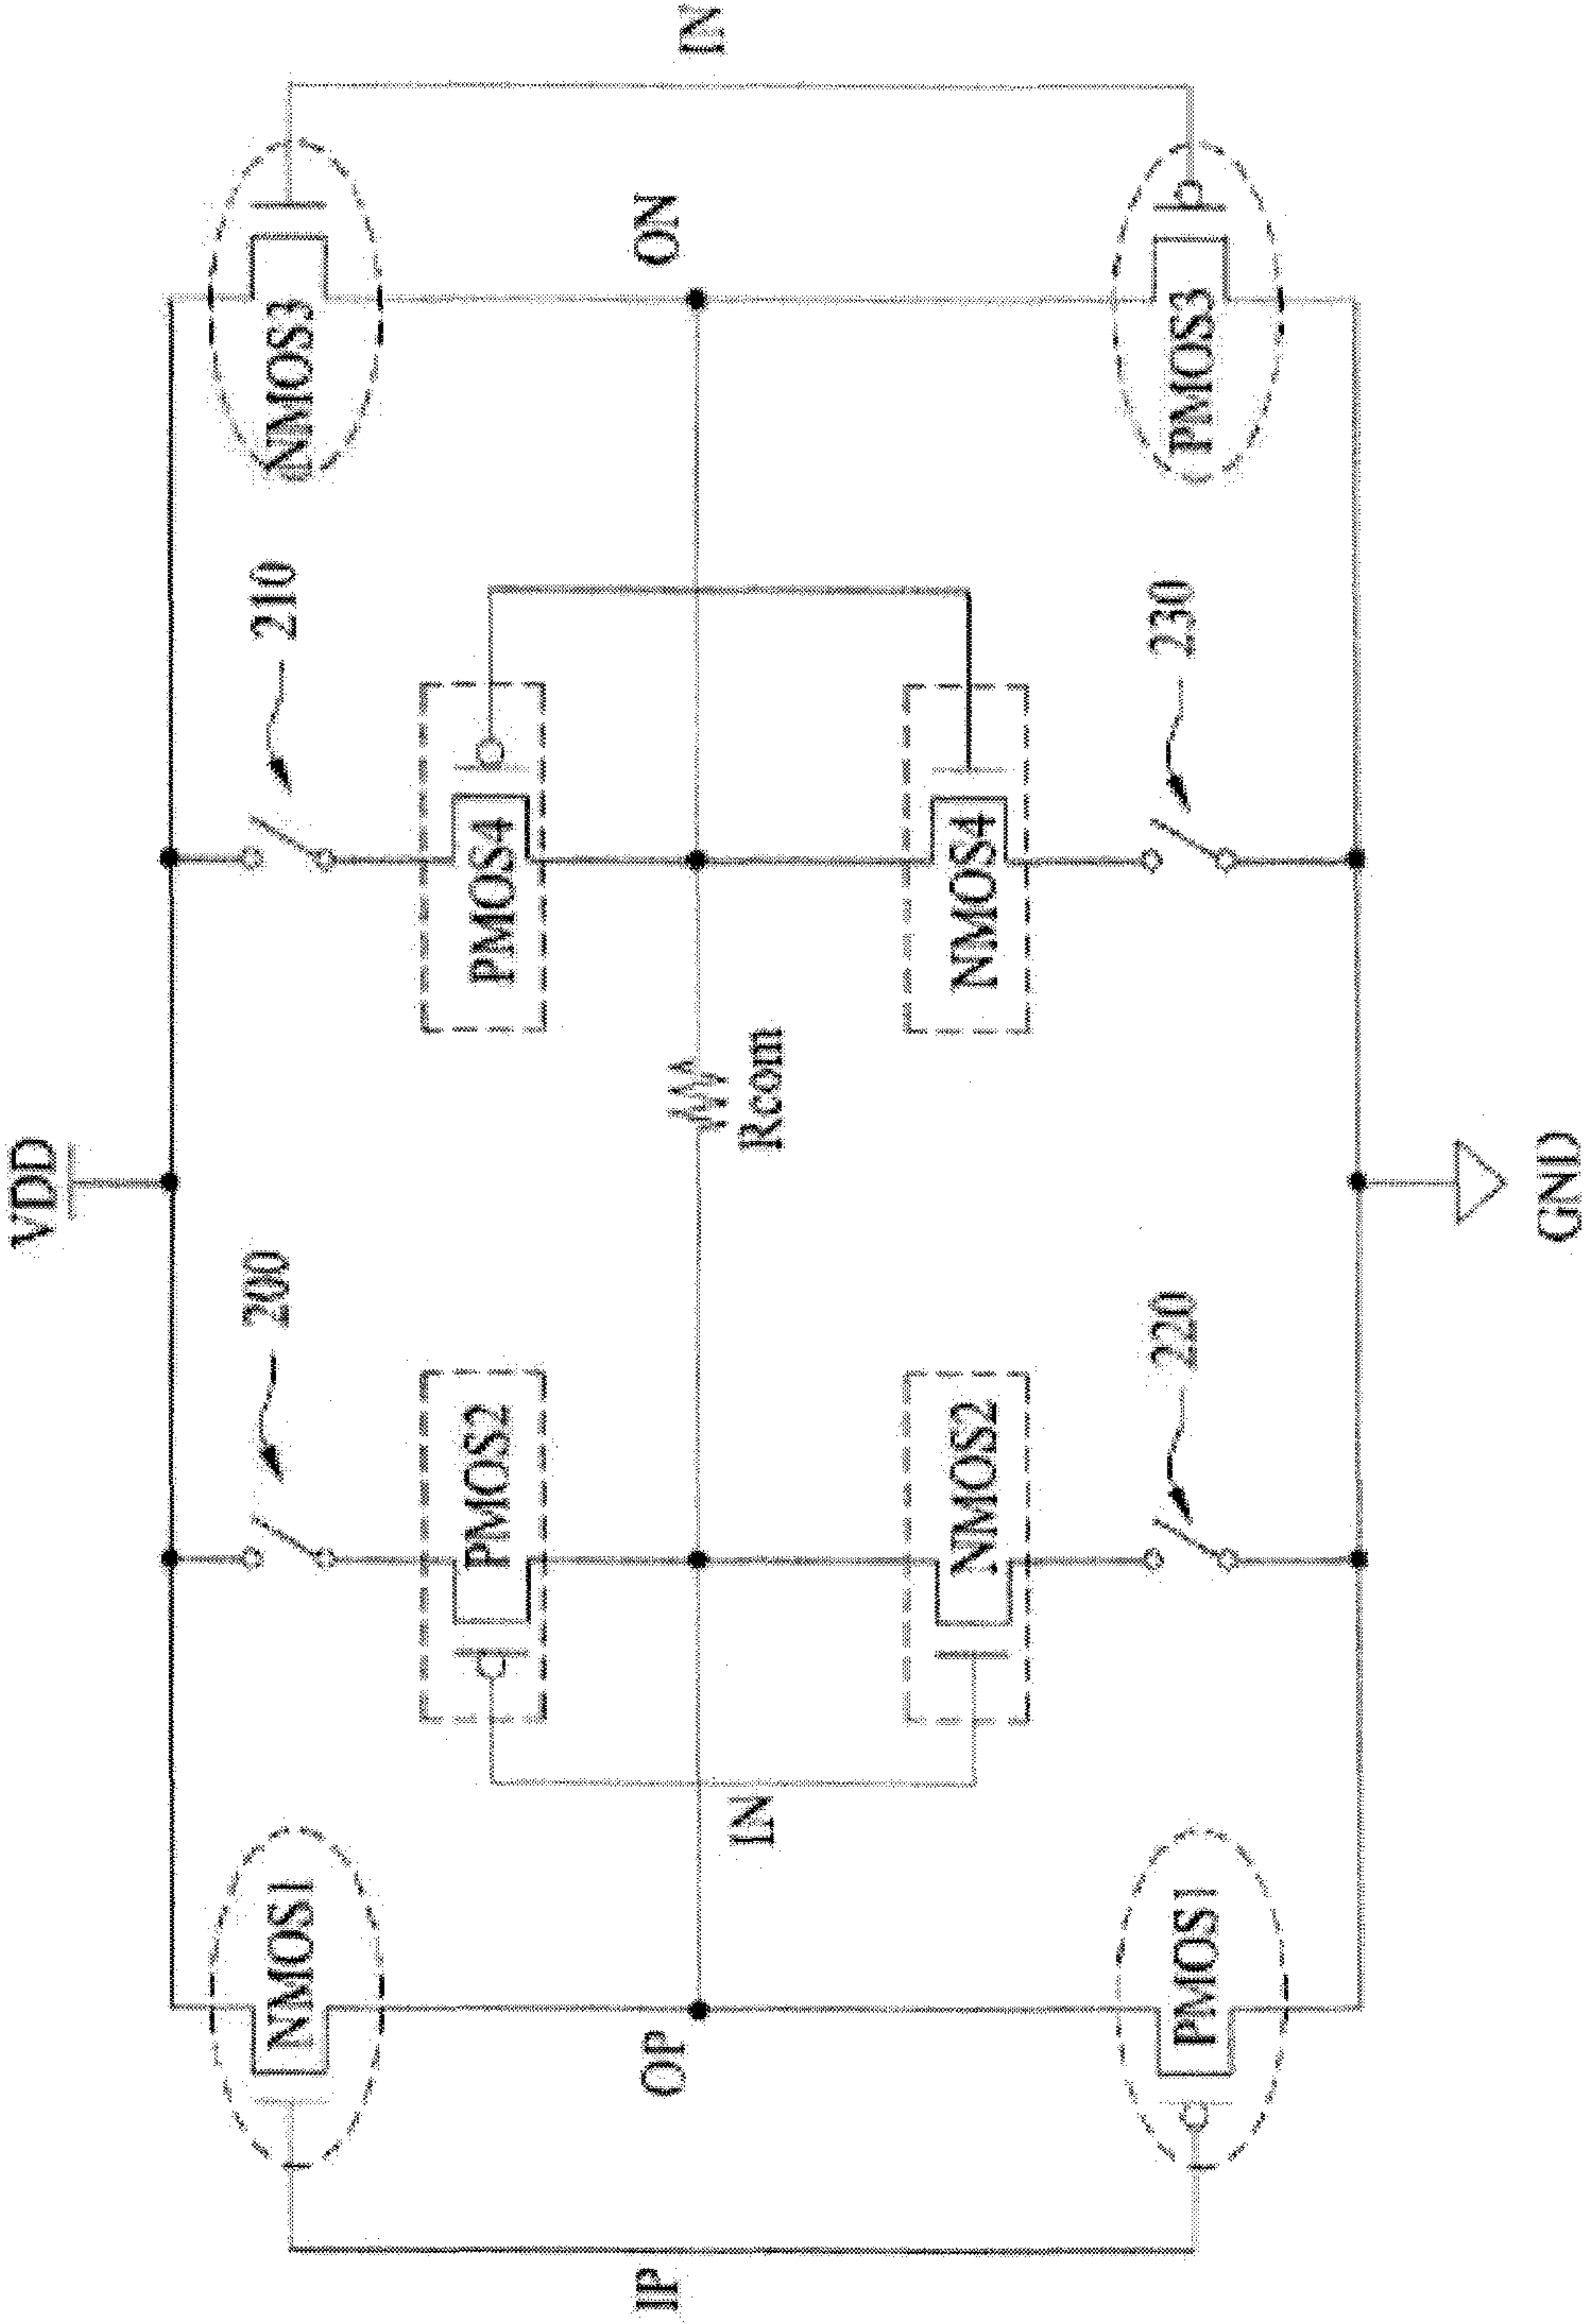 VDD
200
210
NMOS1
NMOS3
PMOS2
PMOS4
IP
OP
ON
IN
IN
Rcom
NMOS2
NMOS4
220
230
PMOS1
PMOS3
GND